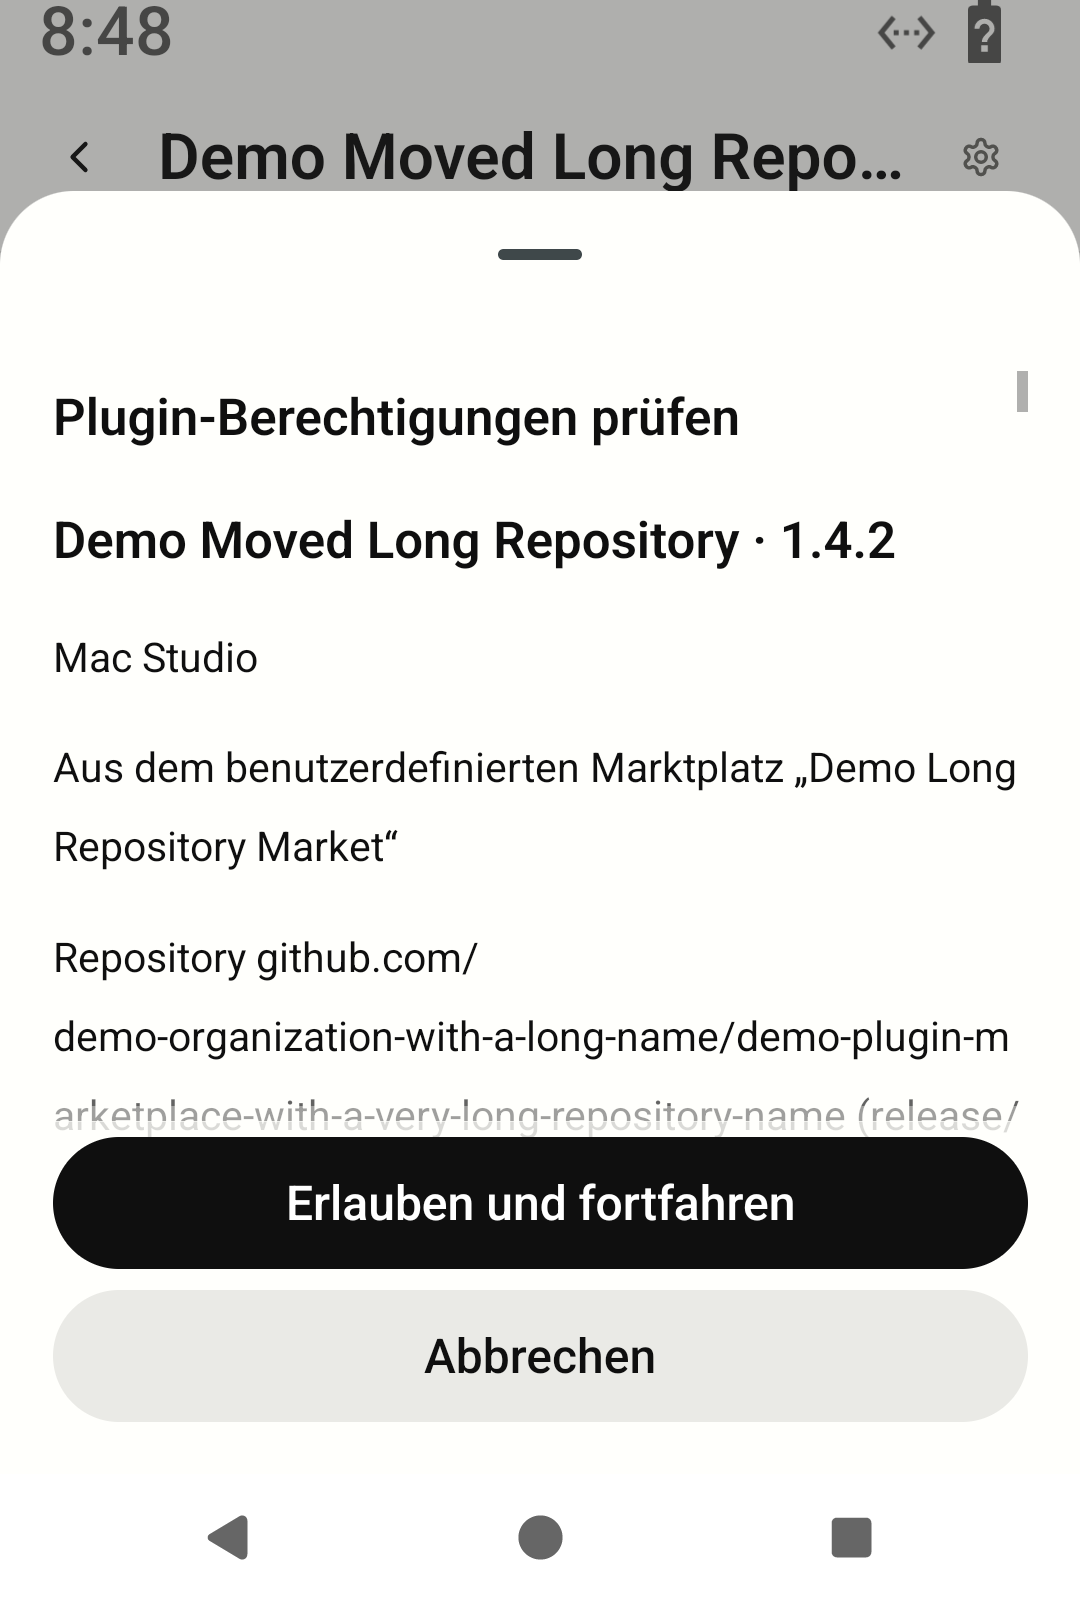 8:48
Demo Moved Long Repo...
Plugin-Berechtigungen prüfen
Demo Moved Long Repository · 1.4.2
Mac Studio
Aus dem benutzerdefinierten Marktplatz „Demo Long
Repository Market“
Repository github.com/
demo-organization-with-a-long-name/demo-plugin-m
arketplace-with-a-very-long-repository-name (release/
Erlauben und fortfahren
Abbrechen